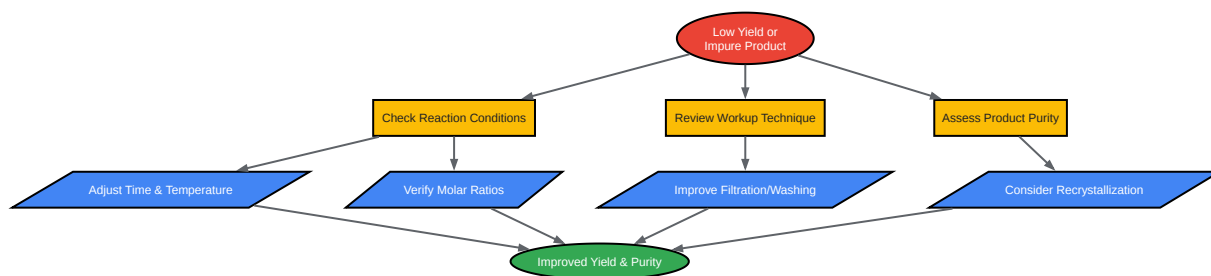 Low Yield or
Impure Product
Check Reaction Conditions
Review Workup Technique
Assess Product Purity
Adjust Time & Temperature
Verify Molar Ratios
Improve Filtration/Washing
Consider Recrystallization
Improved Yield & Purity